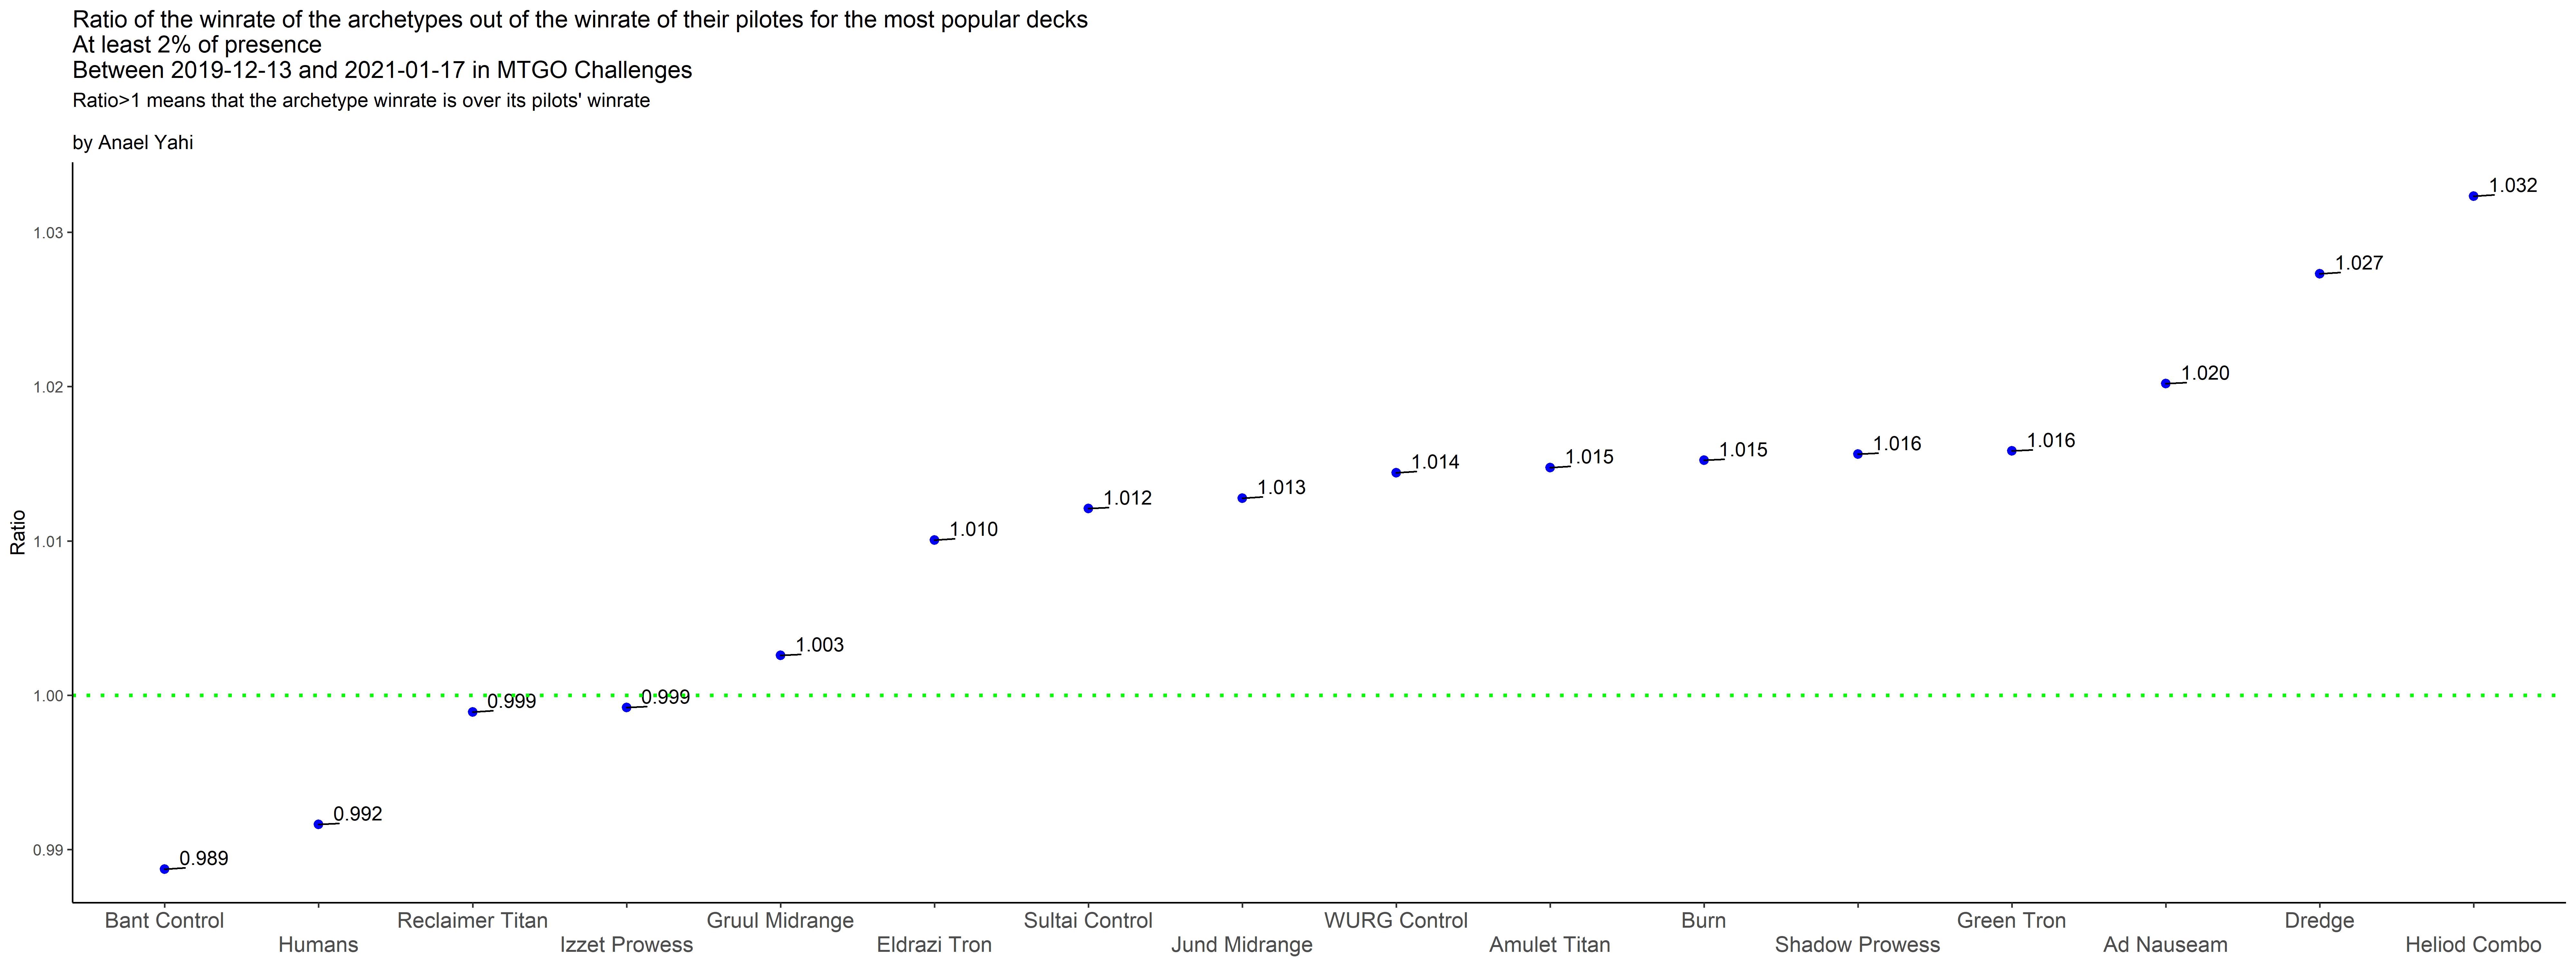 Ratio of the winrate of the archetypes out of the winrate of their pilotes for the most popular decks
At least 2% of presence
Between 2019-12-13 and 2021-01-17 in MTGO Challenges
Ratio>1 means that the archetype winrate is over its pilots' winrate
by Anael Yahi
Ratio
1.03
1.02
1.01
1.00
0.99
0.989
0.992
0.999
0.999
1.003
1.010
1.012
1.013
1.014
1.015
1.015
1.016
1.016
1.020
1.027
1.032
Bant Control
Humans
Reclaimer Titan
Izzet Prowess
Gruul Midrange
Eldrazi Tron
Sultai Control
Jund Midrange
WURG Control
Amulet Titan
Burn
Shadow Prowess
Green Tron
Ad Nauseam
Dredge
Heliod Combo